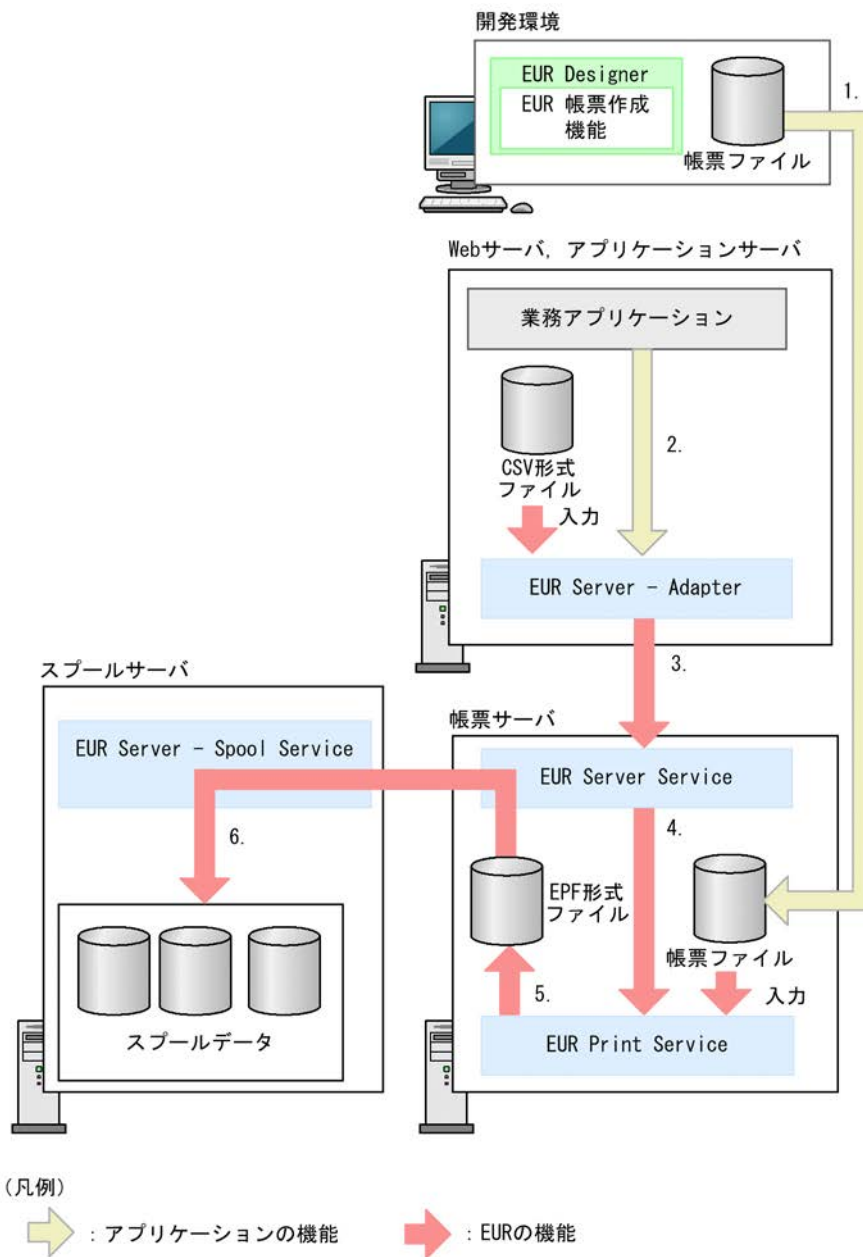 開発環境
EUR Designer
EUR 帳票作成
機能
帳票ファイル
1.
Webサーバ，アプリケーションサーバ
業務アプリケーション
2.
CSV形式
ファイル
入力
EUR Server − Adapter
3.
スプールサーバ
EUR Server − Spool Service
6.
スプールデータ
帳票サーバ
EUR Server Service
4.
EPF形式
ファイル
帳票ファイル
5.
入力
EUR Print Service
(凡例)
：アプリケーションの機能
：EURの機能